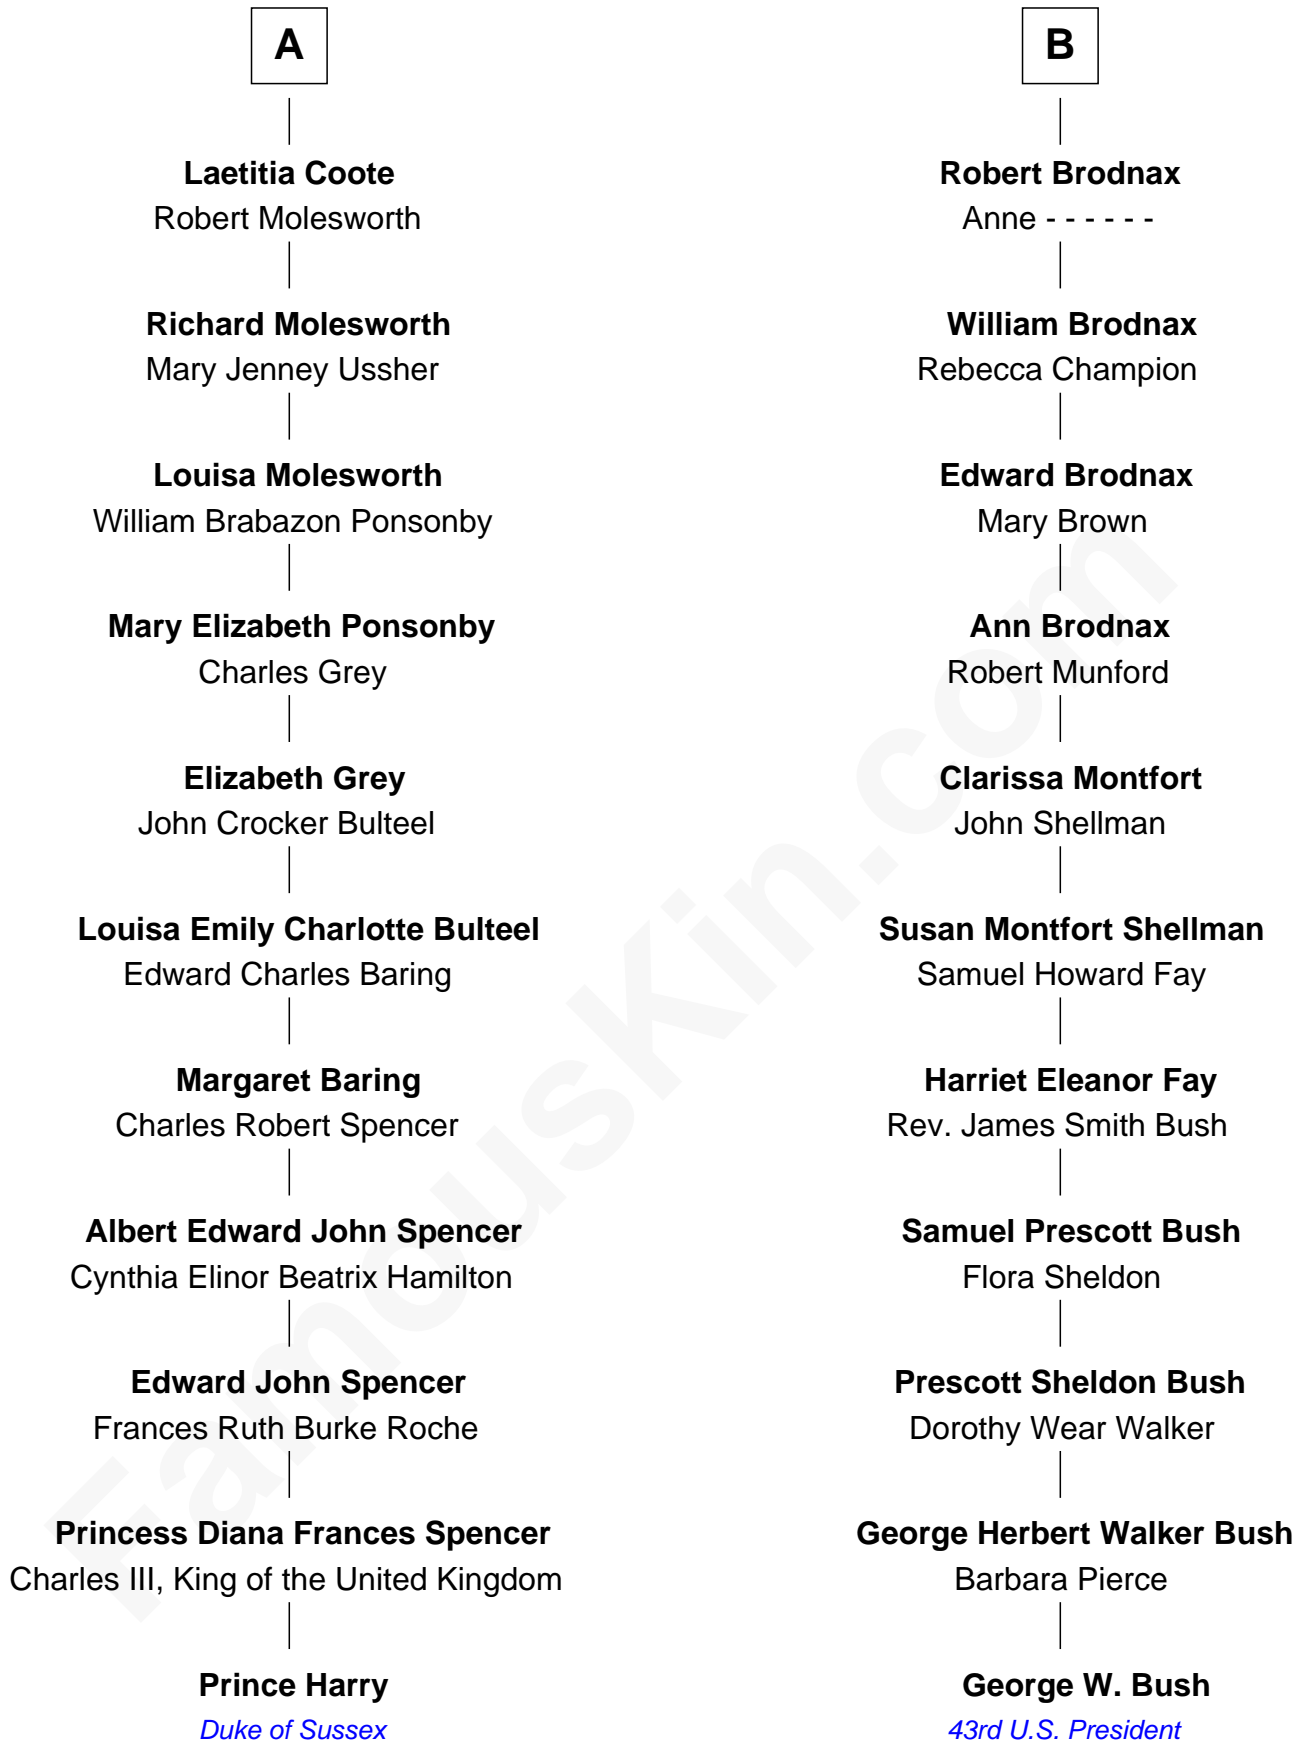 A
Laetitia Coote
Robert Molesworth
Richard Molesworth
Mary Jenney Ussher
Louisa Molesworth
William Brabazon Ponsonby
Mary Elizabeth Ponsonby
Charles Grey
Elizabeth Grey
John Crocker Bulteel
Louisa Emily Charlotte Bulteel
Edward Charles Baring
Margaret Baring
Charles Robert Spencer
Albert Edward John Spencer
Cynthia Elinor Beatrix Hamilton
Edward John Spencer
Frances Ruth Burke Roche
Princess Diana Frances Spencer
Charles III, King of the United Kingdom
Prince Harry
Duke of Sussex
B
Robert Brodnax
Anne - - - - - -
William Brodnax
Rebecca Champion
Edward Brodnax
Mary Brown
Ann Brodnax
Robert Munford
Clarissa Montfort
John Shellman
Susan Montfort Shellman
Samuel Howard Fay
Harriet Eleanor Fay
Rev. James Smith Bush
Samuel Prescott Bush
Flora Sheldon
Prescott Sheldon Bush
Dorothy Wear Walker
George Herbert Walker Bush
Barbara Pierce
George W. Bush
43rd U.S. President
FamousKin.com